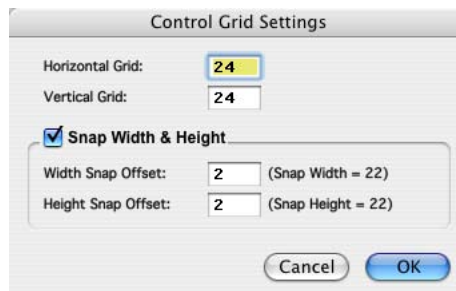 Control Grid Settings
Horizontal Grid: 24
Vertical Grid: 24
Snap Width & Height
Width Snap Offset: 2 (Snap Width = 22)
Height Snap Offset: 2 (Snap Height = 22)
Cancel OK